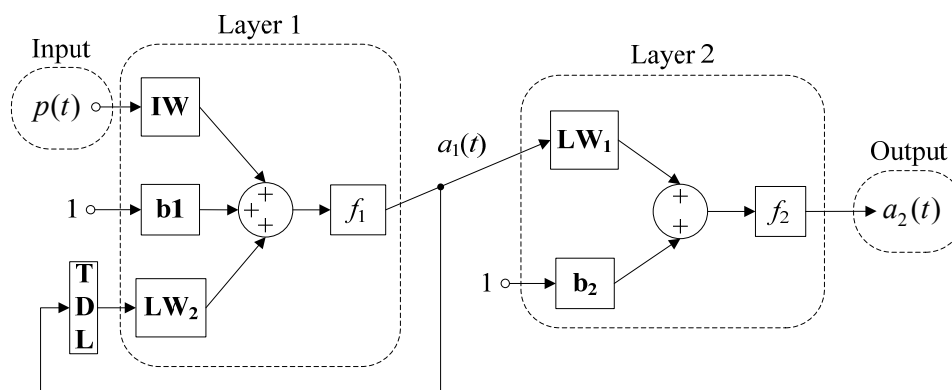 Layer 1
Input
p(t)
IW
1
b1
T
D
L
LW₂
+
+
+
f₁
a₁(t)
Layer 2
LW₁
1
b₂
+
+
f₂
Output
a₂(t)